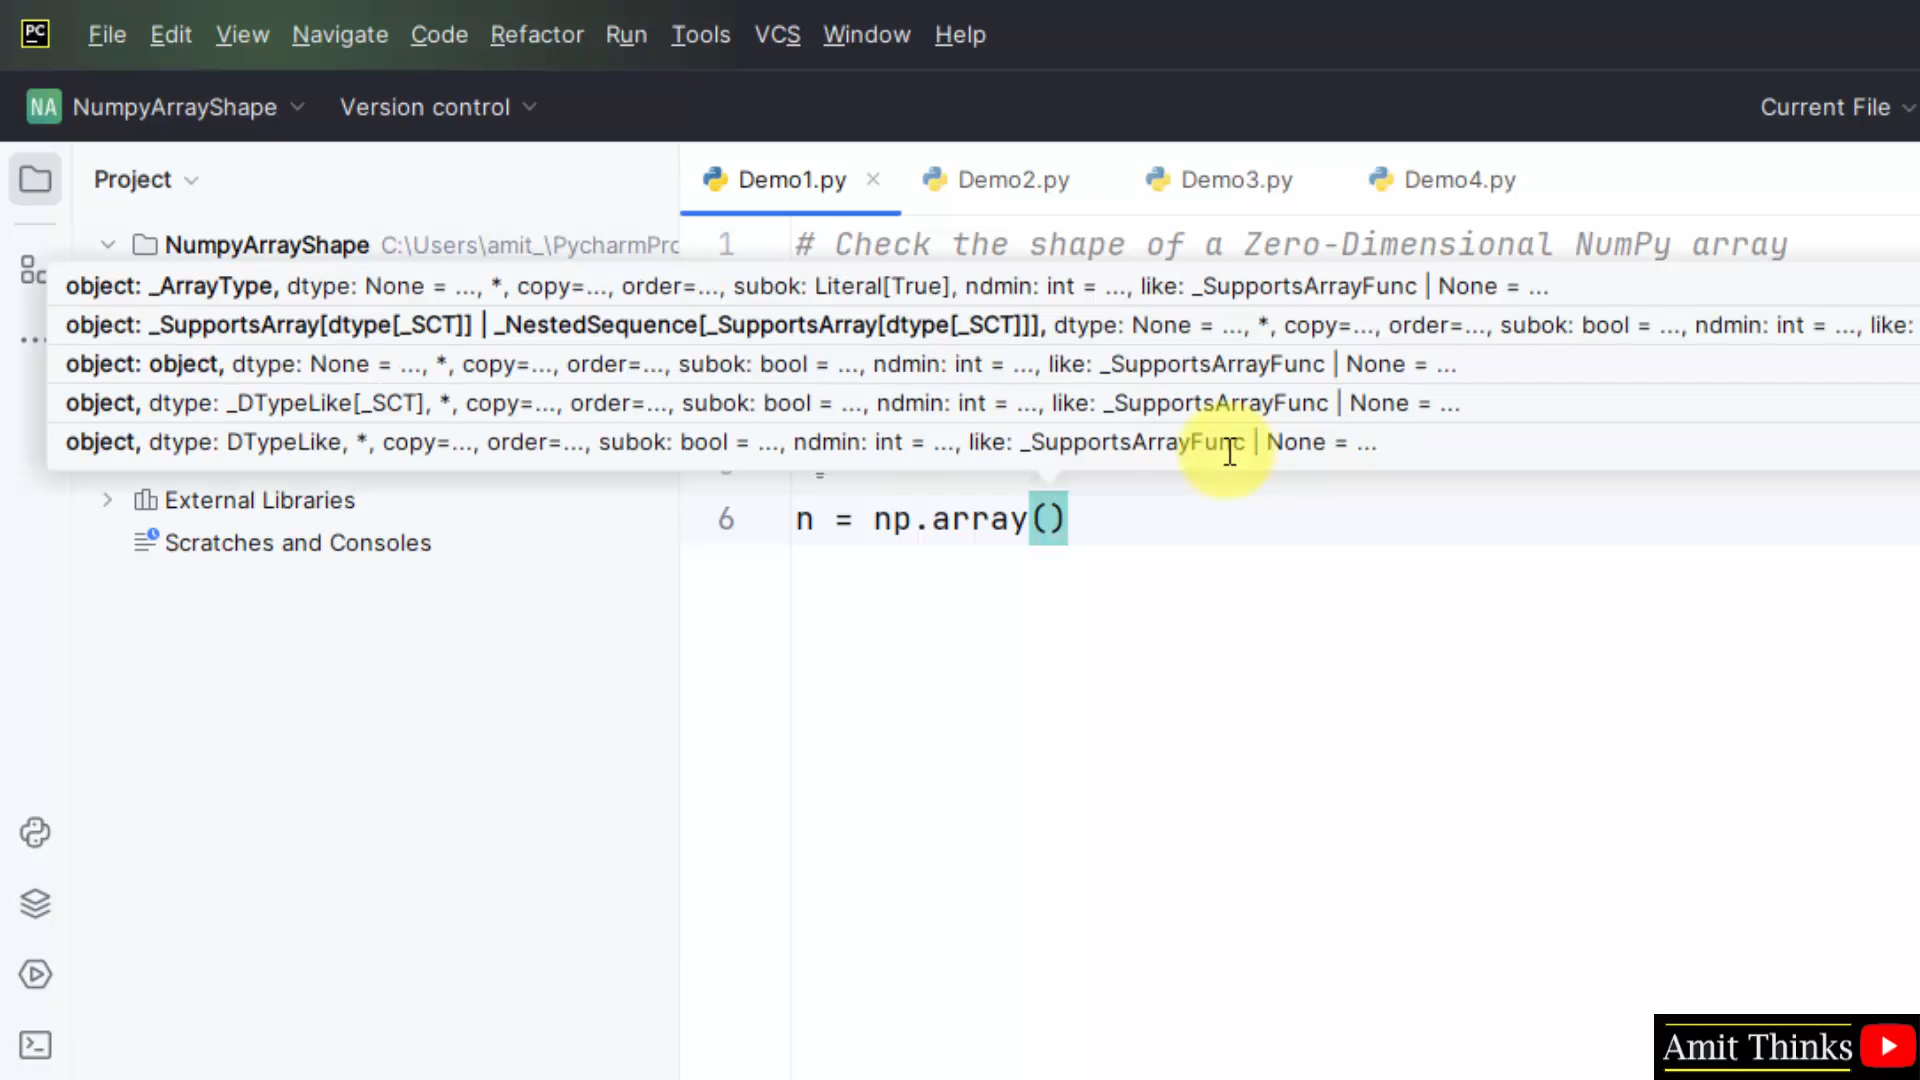 PC File Edit View Navigate Code Refactor Run Tools VCS Window Help
NA NumpyArrayShape Version control Current File
Project
Demo1.py Demo2.py Demo3.py Demo4.py
NumpyArrayShape C:\Users\amit_\PycharmPro
1 # Check the shape of a Zero-Dimensional NumPy array
object: _ArrayType, dtype: None = ..., *, copy=..., order=..., subok: Literal[True], ndmin: int = ..., like: _SupportsArrayFunc | None = ...
object: _SupportsArray[dtype[_SCT]] | _NestedSequence[_SupportsArray[dtype[_SCT]]], dtype: None = ..., *, copy=..., order=..., subok: bool = ..., ndmin: int = ..., like:
object: object, dtype: None = ..., *, copy=..., order=..., subok: bool = ..., ndmin: int = ..., like: _SupportsArrayFunc | None = ...
object, dtype: _DTypeLike[_SCT], *, copy=..., order=..., subok: bool = ..., ndmin: int = ..., like: _SupportsArrayFunc | None = ...
object, dtype: DTypeLike, *, copy=..., order=..., subok: bool = ..., ndmin: int = ..., like: _SupportsArrayFunc | None = ...
External Libraries
6 n = np.array()
Scratches and Consoles
Amit Thinks